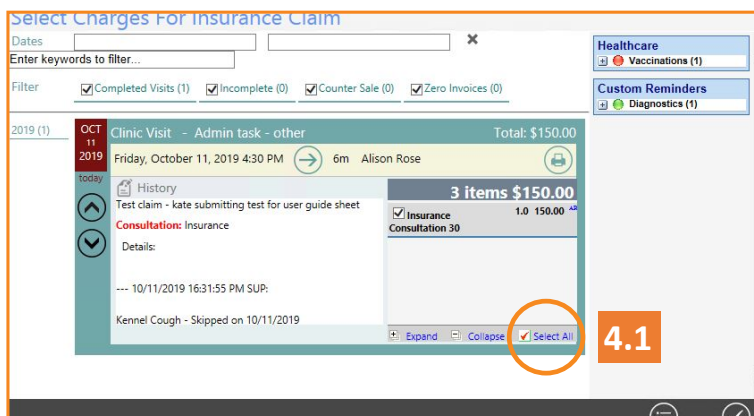 Select Charges For Insurance Claim
Dates
Enter keywords to filter...
Filter
Completed Visits (1) Incomplete (0) Counter Sale (0) Zero Invoices (0)
2019 (1)
OCT
11
2019
today
Clinic Visit - Admin task - other Total: $150.00
Friday, October 11, 2019 4:30 PM 6m Alison Rose
History
Test claim - kate submitting test for user guide sheet
Consultation: Insurance
Details:
--- 10/11/2019 16:31:55 PM SUP:
Kennel Cough - Skipped on 10/11/2019
3 items $150.00
Insurance 1.0 150.00
Consultation 30
Expand Collapse Select All
4.1
Healthcare
Vaccinations (1)
Custom Reminders
Diagnostics (1)